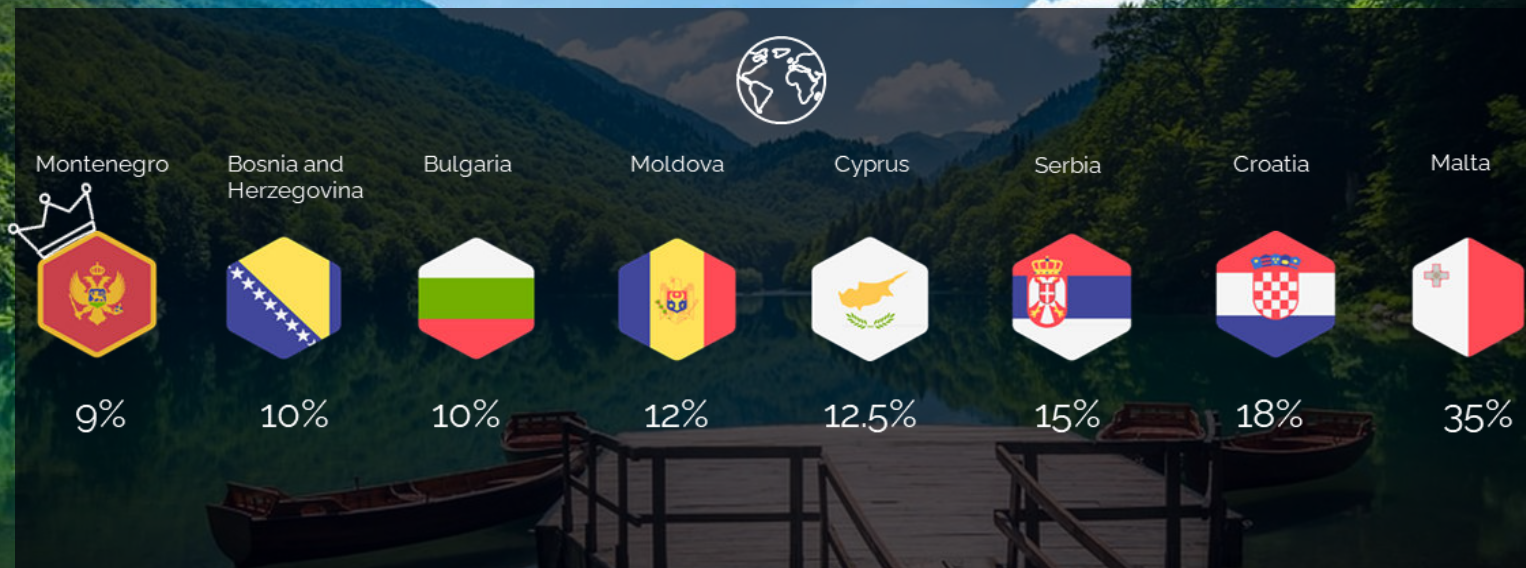 Montenegro
Bosnia and
Herzegovina
Bulgaria
Moldova
Cyprus
Serbia
Croatia
Malta
9%
10%
10%
12%
12.5%
15%
18%
35%